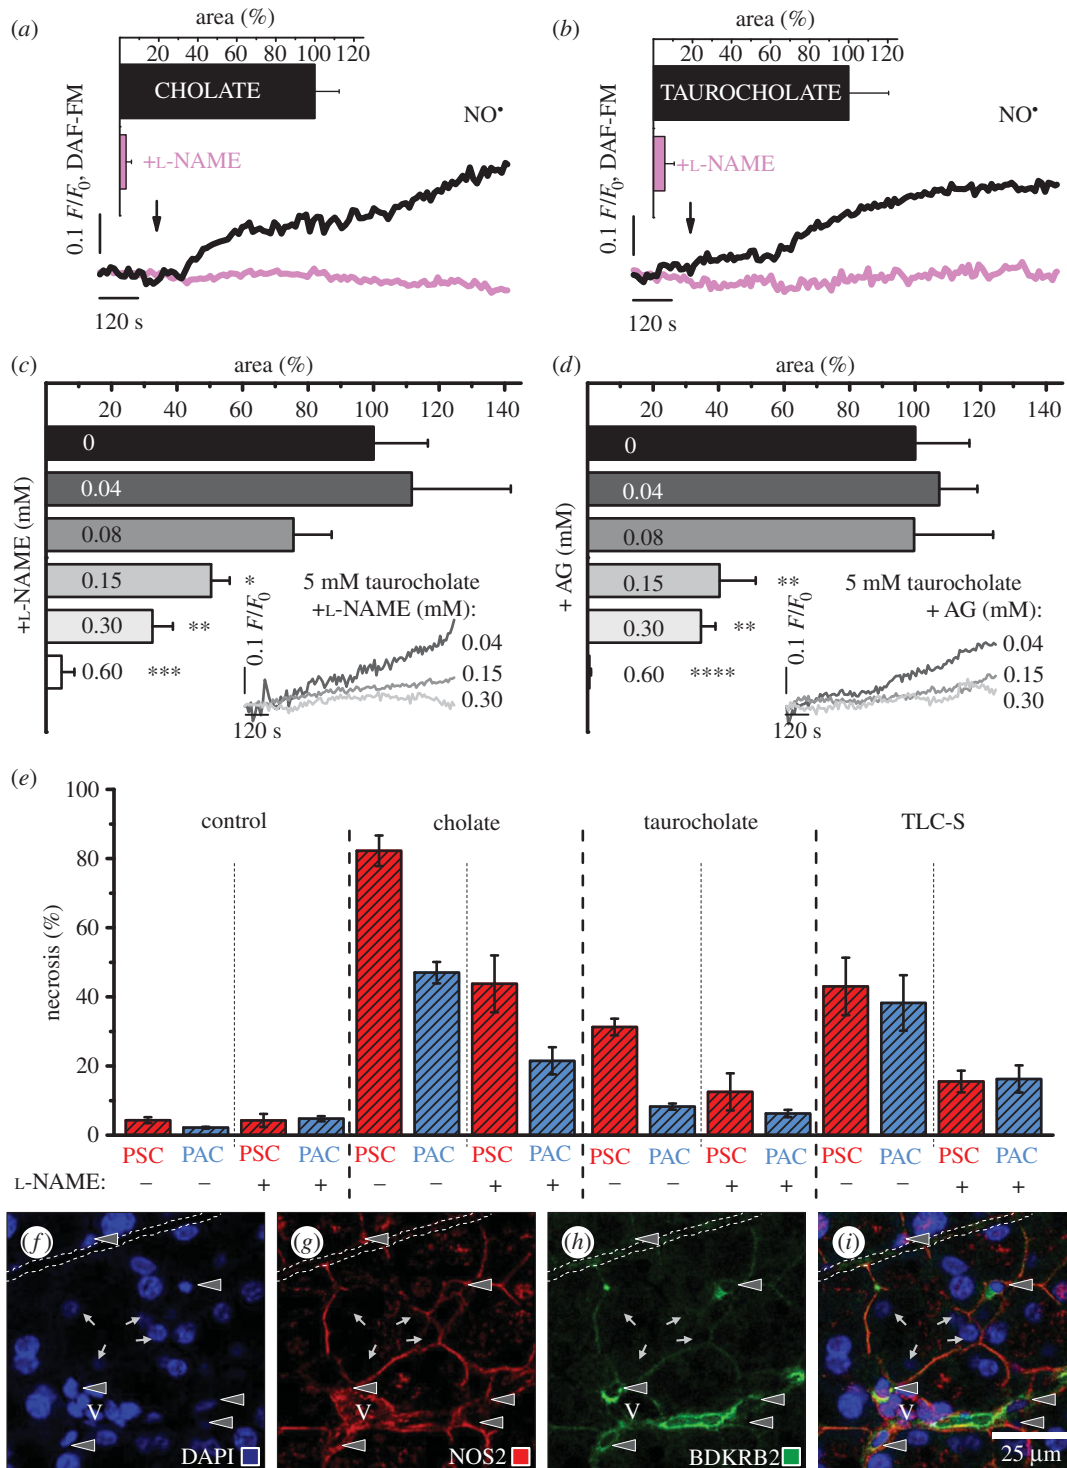 (a)
area (%)
20 40 60 80 100 120
CHOLATE
+L-NAME
NO•
0.1 F/F0, DAF-FM
120 s
(b)
area (%)
20 40 60 80 100 120
TAUROCHOLATE
+L-NAME
NO•
0.1 F/F0, DAF-FM
120 s
(c)
area (%)
20 40 60 80 100 120 140
0
0.04
0.08
0.15 *
0.30 **
0.60 ***
+L-NAME (mM)
5 mM taurocholate
+L-NAME (mM):
0.1 F/F0
0.04
0.15
0.30
120 s
(d)
area (%)
20 40 60 80 100 120 140
0
0.04
0.08
0.15 **
0.30 **
0.60 ****
+ AG (mM)
5 mM taurocholate
+ AG (mM):
0.1 F/F0
0.04
0.15
0.30
120 s
(e)
100
80
60
40
20
0
necrosis (%)
control cholate taurocholate TLC-S
PSC PAC PSC PAC PSC PAC PSC PAC PSC PAC PSC PAC PSC PAC PSC PAC
L-NAME: – – + + – – + + – – + + – – + +
(f)
V
DAPI
(g)
V
NOS2
(h)
V
BDKRB2
(i)
V
25 μm